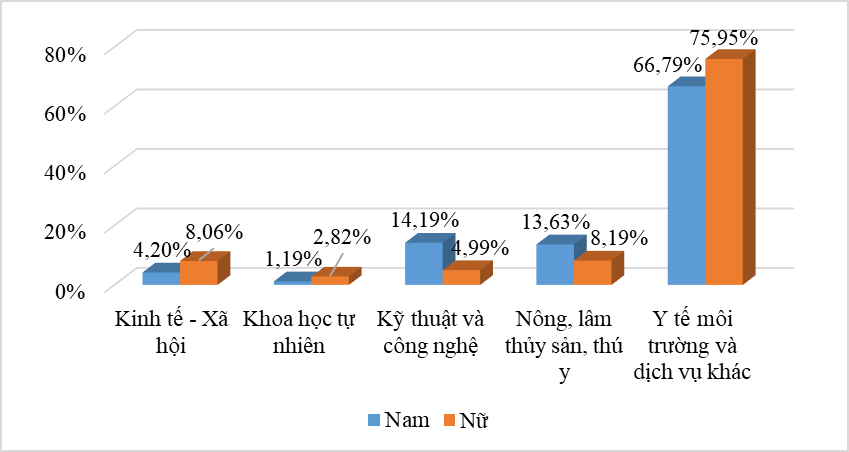 80%
60%
40%
20%
0%
4,20%
8,06%
1,19%
2,82%
14,19%
4,99%
13,63%
8,19%
66,79%
75,95%
Kinh tế - Xã
hội
Khoa học tự
nhiên
Kỹ thuật và
công nghệ
Nông, lâm
thủy sản, thú
y
Y tế môi
trường và
dịch vụ khác
Nam
Nữ